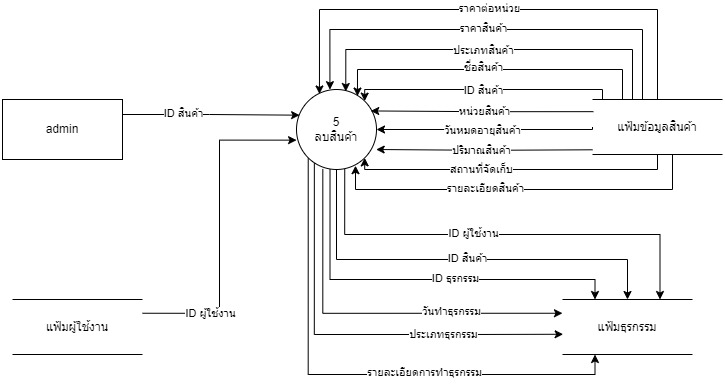 ราคาต่อหน่วย
ราคาสินค้า
ประเภทสินค้า
ชื่อสินค้า
ID สินค้า
admin
ID สินค้า
5
ลบสินค้า
หน่วยสินค้า
วันหมดอายุสินค้า
แฟ้มข้อมูลสินค้า
ปริมาณสินค้า
สถานที่จัดเก็บ
รายละเอียดสินค้า
ID ผู้ใช้งาน
ID สินค้า
ID ธุรกรรม
แฟ้มผู้ใช้งาน
ID ผู้ใช้งาน
วันทำธุรกรรม
แฟ้มธุรกรรม
ประเภทธุรกรรม
รายละเอียดการทำธุรกรรม